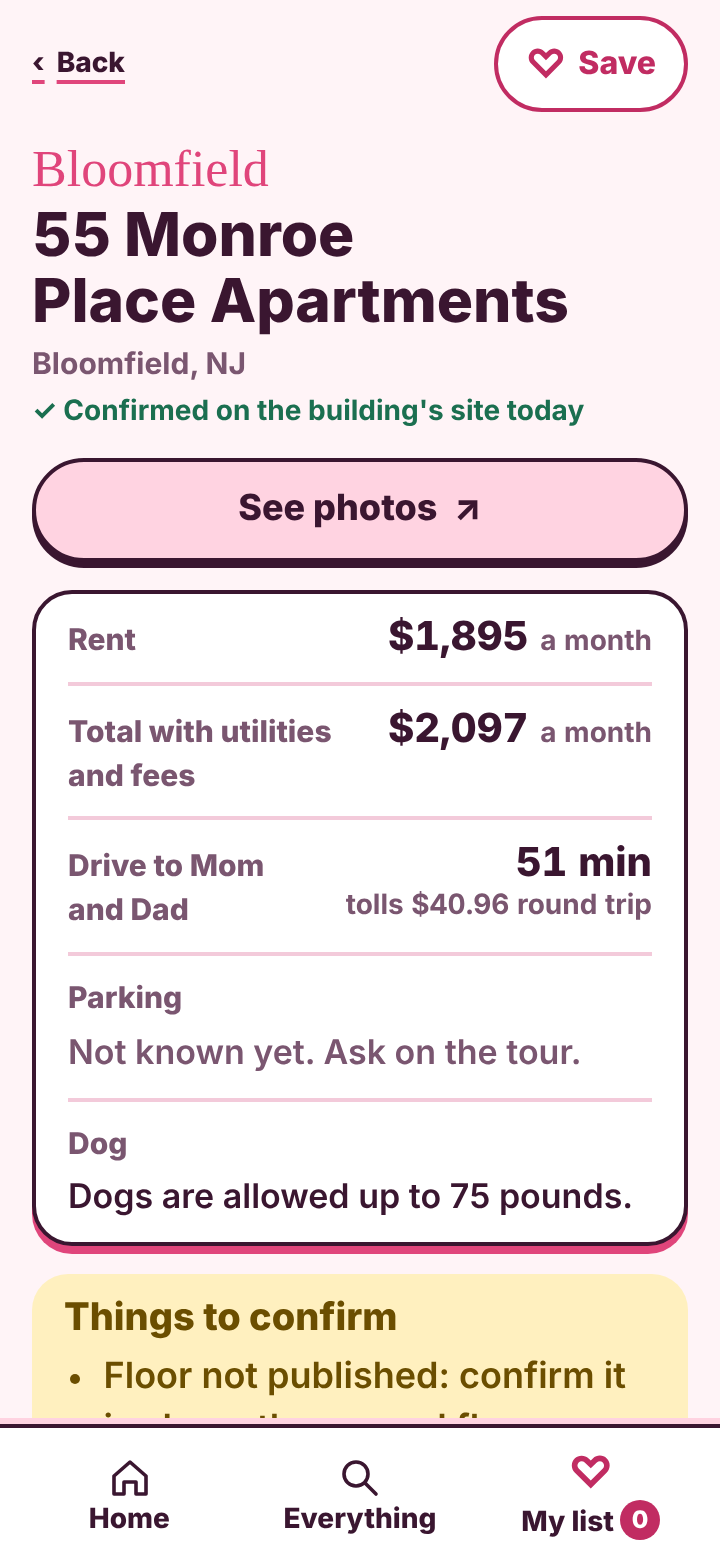 ‹ Back
Save
Bloomfield
55 Monroe
Place Apartments
Bloomfield, NJ
✓ Confirmed on the building's site today
See photos ↗
Rent $1,895 a month
Total with utilities $2,097 a month
and fees
Drive to Mom 51 min
and Dad tolls $40.96 round trip
Parking
Not known yet. Ask on the tour.
Dog
Dogs are allowed up to 75 pounds.
Things to confirm
• Floor not published: confirm it
Home
Everything
My list 0